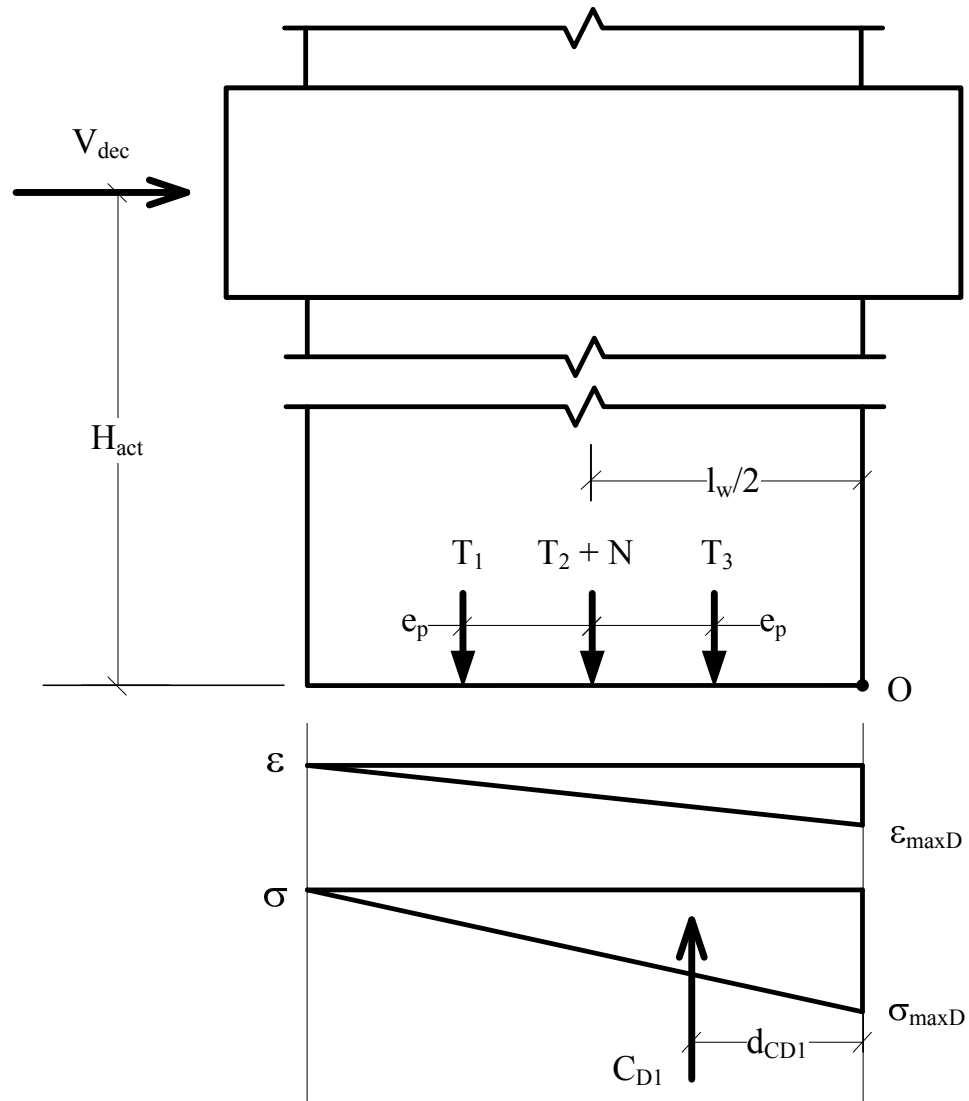 V_dec
H_act
l_w/2
T_1 T_2 + N T_3
e_p e_p
O
ε
ε_maxD
σ
σ_maxD
d_CD1
C_D1